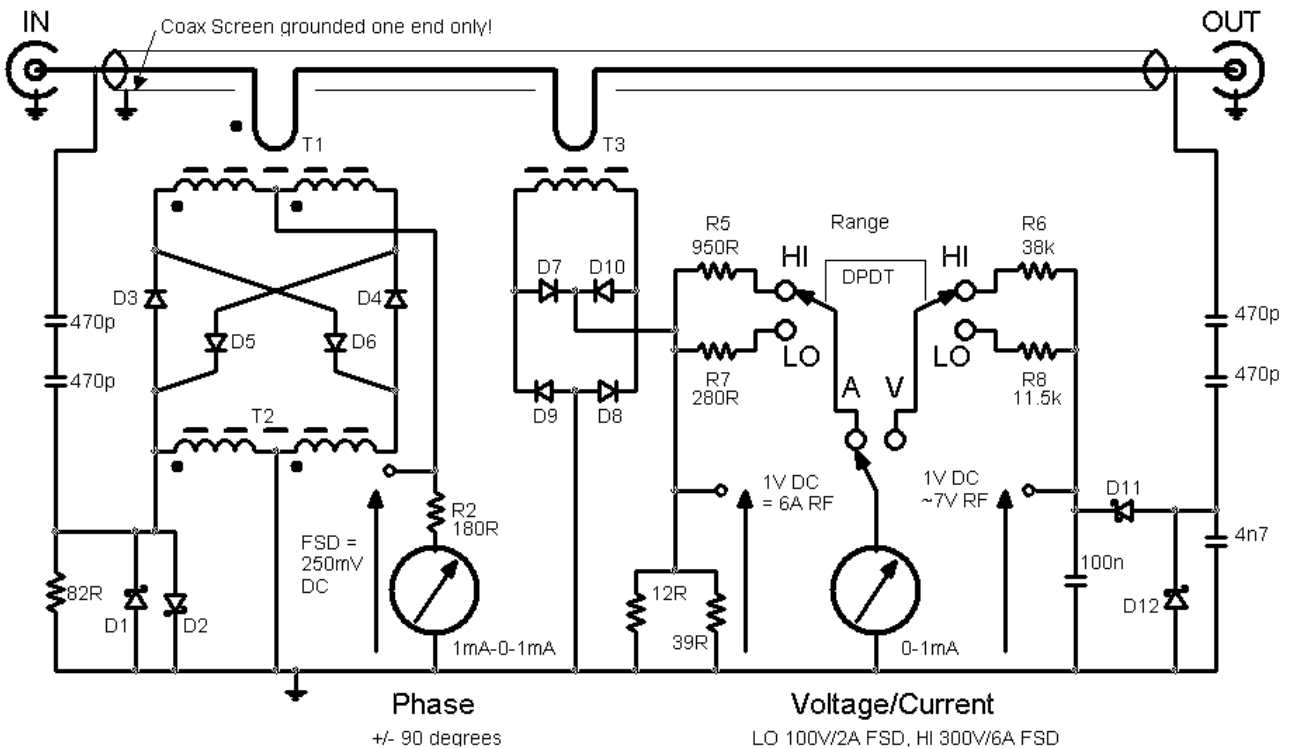 IN
Coax Screen grounded one end only!
OUT
T1
T3
R5
950R
Range
R6
38k
HI
HI
DPDT
D7
D10
D3
D4
470p
D5
D6
470p
LO
LO
R7
280R
R8
11.5k
470p
470p
D9
D8
A
V
T2
R2
180R
1V DC
= 6A RF
1V DC
~7V RF
D11
FSD =
250mV
DC
4n7
100n
82R
D1
D2
12R
39R
D12
1mA-0-1mA
0-1mA
Phase
+/- 90 degrees
Voltage/Current
LO 100V/2A FSD, HI 300V/6A FSD